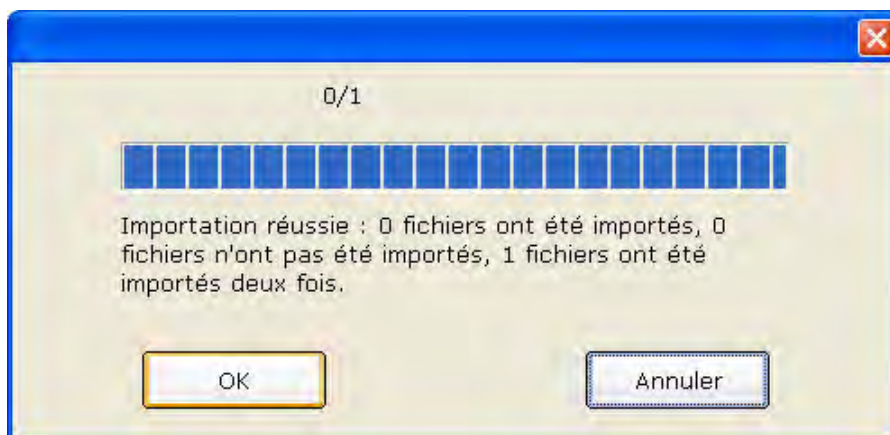 0/1
Importation réussie : 0 fichiers ont été importés, 0
fichiers n'ont pas été importés, 1 fichiers ont été
importés deux fois.
OK
Annuler